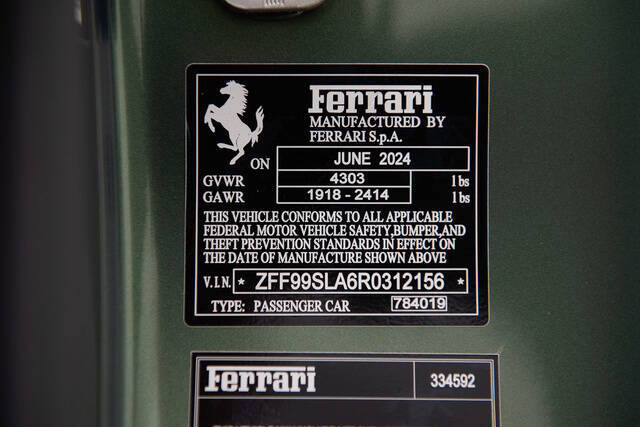 Ferrari
MANUFACTURED BY
FERRARI S.p.A.
ON JUNE 2024
GVWR 4303 lbs
GAWR 1918 - 2414 lbs
THIS VEHICLE CONFORMS TO ALL APPLICABLE
FEDERAL MOTOR VEHICLE SAFETY,BUMPER,AND
THEFT PREVENTION STANDARDS IN EFFECT ON
THE DATE OF MANUFACTURE SHOWN ABOVE
V.I.N. * ZFF99SLA6R0312156 *
TYPE: PASSENGER CAR 784019
Ferrari 334592